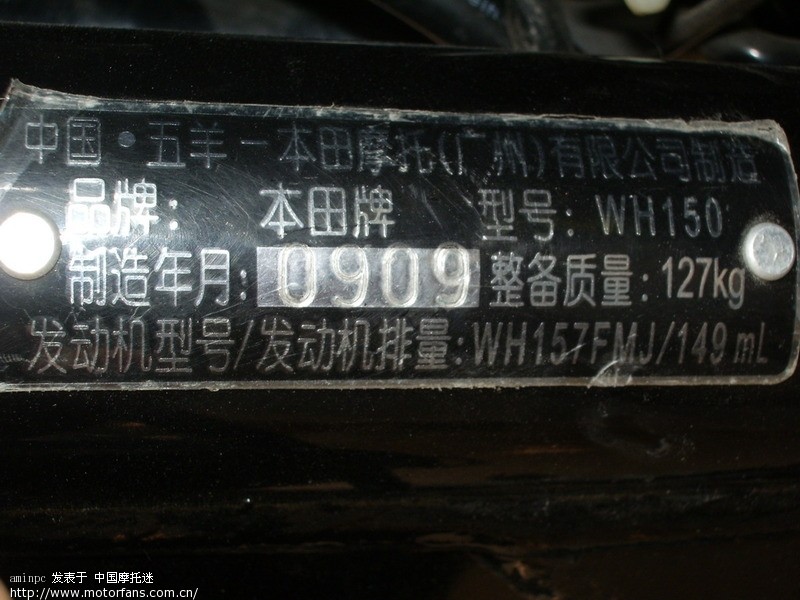 中国·五羊－本田摩托(广州)有限公司制造
品牌: 本田牌 型号: WH150
制造年月: 0909 整备质量: 127kg
发动机型号/发动机排量: WH157FMJ/149mL
aminpc 发表于 中国摩托迷
http://www.motorfans.com.cn/